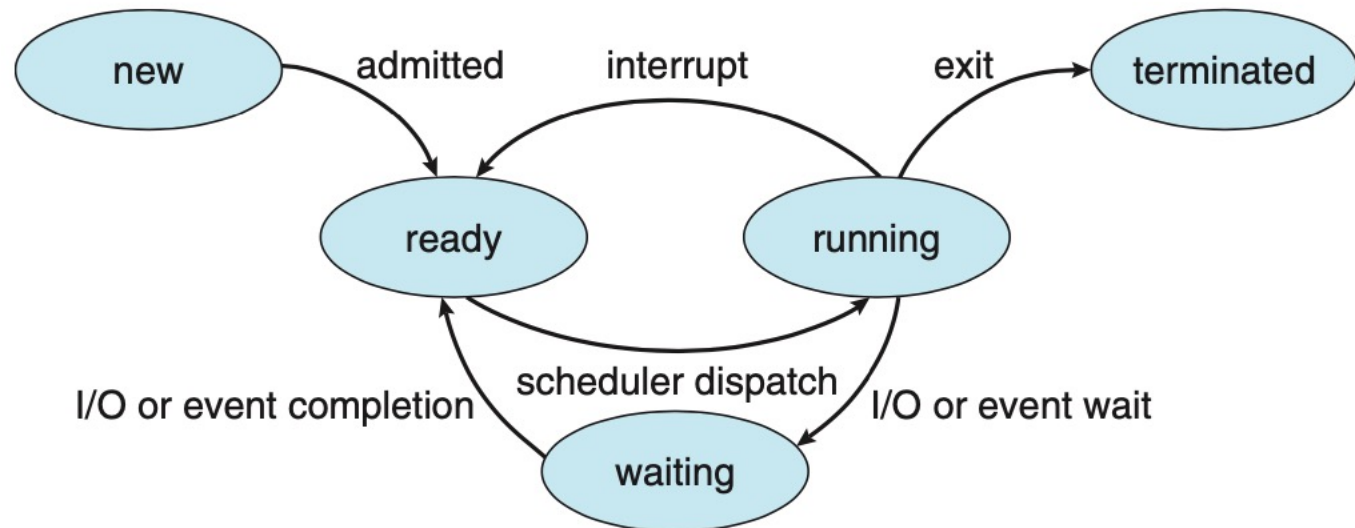 new
admitted
interrupt
exit
terminated
ready
running
scheduler dispatch
I/O or event completion
I/O or event wait
waiting